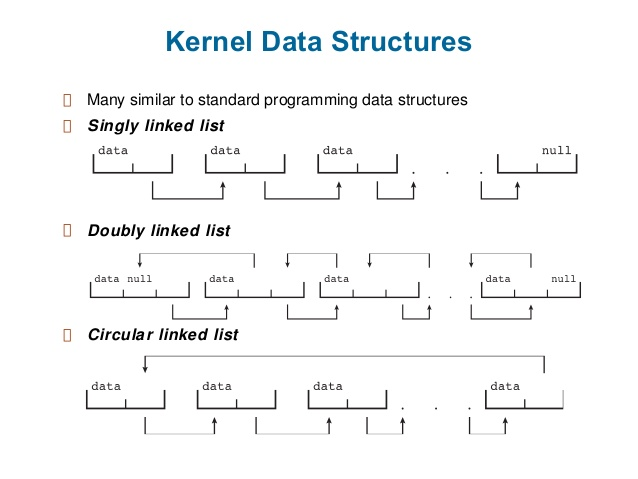 Kernel Data Structures
Many similar to standard programming data structures
Singly linked list
data data data null
. . .
Doubly linked list
data null data data data null
. . .
Circular linked list
data data data data
. . .